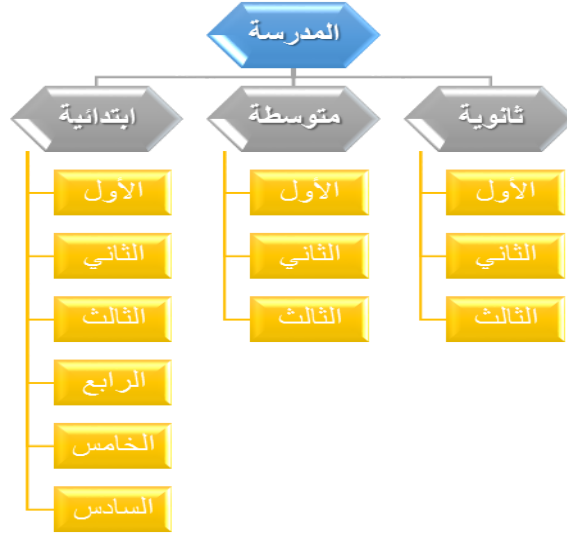 المدرسة
ثانوية
الأول
الثاني
الثالث
متوسطة
الأول
الثاني
الثالث
ابتدائية
الأول
الثاني
الثالث
الرابع
الخامس
السادس